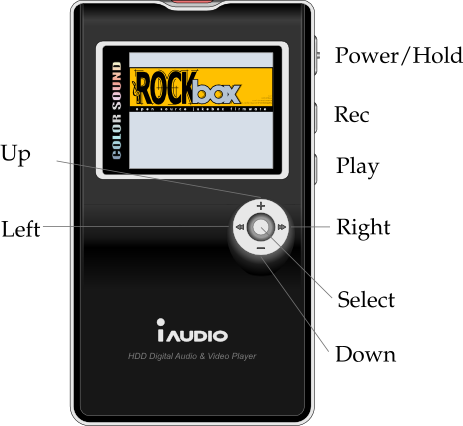 Power/Hold
COLOR SOUND
ROCKbox
open source jukebox firmware
Rec
Up
Play
+
Left
Right
−
Select
Down
iAUDIO
HDD Digital Audio & Video Player